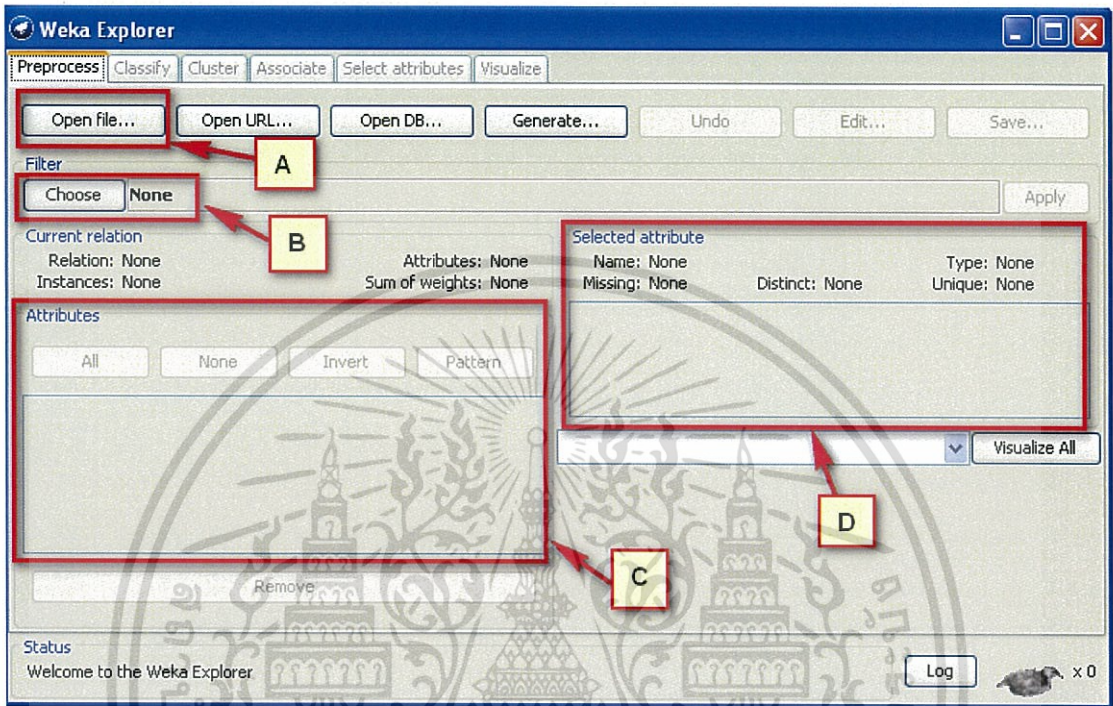 Weka Explorer
Preprocess Classify Cluster Associate Select attributes Visualize
Open file... Open URL... Open DB... Generate... Undo Edit... Save...
A
Filter
Choose None Apply
B
Current relation
Relation: None Attributes: None
Instances: None Sum of weights: None
Selected attribute
Name: None Type: None
Missing: None Distinct: None Unique: None
Attributes
All None Invert Pattern
Visualize All
D
C
Remove
Status
Welcome to the Weka Explorer Log x 0